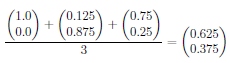 (1.0 0.0) + (0.125 0.875) + (0.75 0.25)
3
= (0.625 0.375)